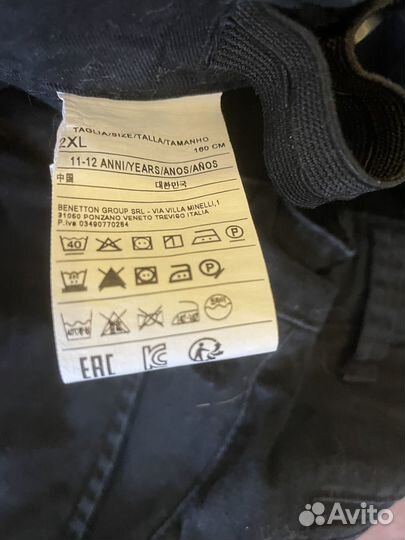 TAGLIA/SIZE/TALLA/TAMANHO
2XL 160 CM
11-12 ANNI/YEARS/ANOS/AÑOS
中国 대한민국
BENETTON GROUP SRL - VIA VILLA MINELLI,1
31050 PONZANO VENETO TREVISO ITALIA
P.iva 03490770264
40 P
P
EAC
Avito